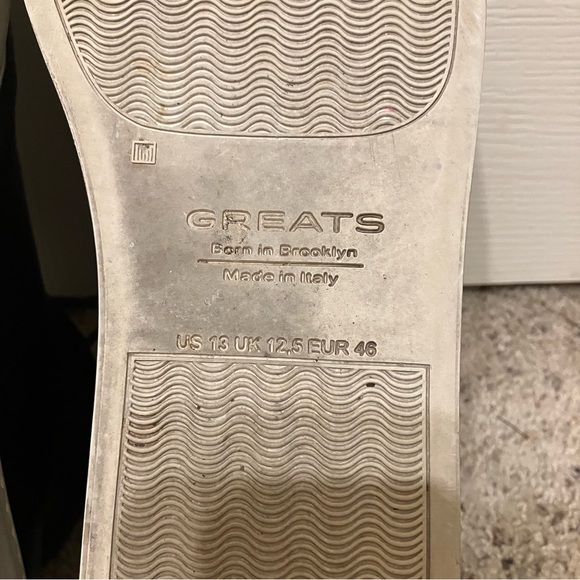 GREATS
Born in Brooklyn
Made in Italy
US 13 UK 12,5 EUR 46